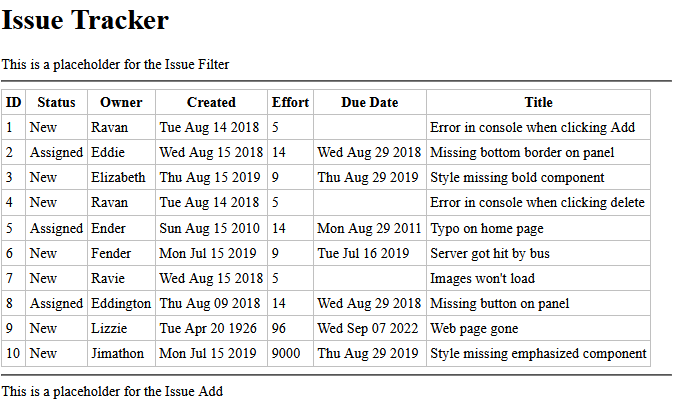 Issue Tracker
This is a placeholder for the Issue Filter
ID Status Owner Created Effort Due Date Title
1 New Ravan Tue Aug 14 2018 5 Error in console when clicking Add
2 Assigned Eddie Wed Aug 15 2018 14 Wed Aug 29 2018 Missing bottom border on panel
3 New Elizabeth Thu Aug 15 2019 9 Thu Aug 29 2019 Style missing bold component
4 New Ravan Tue Aug 14 2018 5 Error in console when clicking delete
5 Assigned Ender Sun Aug 15 2010 14 Mon Aug 29 2011 Typo on home page
6 New Fender Mon Jul 15 2019 9 Tue Jul 16 2019 Server got hit by bus
7 New Ravie Wed Aug 15 2018 5 Images won't load
8 Assigned Eddington Thu Aug 09 2018 14 Wed Aug 29 2018 Missing button on panel
9 New Lizzie Tue Apr 20 1926 96 Wed Sep 07 2022 Web page gone
10 New Jimathon Mon Jul 15 2019 9000 Thu Aug 29 2019 Style missing emphasized component
This is a placeholder for the Issue Add